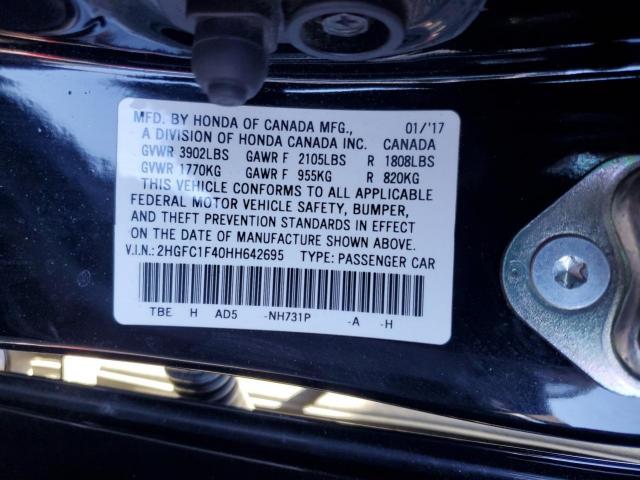 MFD. BY HONDA OF CANADA MFG., 01/'17
A DIVISION OF HONDA CANADA INC. CANADA
GVWR 3902LBS GAWR F 2105LBS R 1808LBS
GVWR 1770KG GAWR F 955KG R 820KG
THIS VEHICLE CONFORMS TO ALL APPLICABLE
FEDERAL MOTOR VEHICLE SAFETY, BUMPER,
AND THEFT PREVENTION STANDARDS IN EFFECT
ON THE DATE OF MANUFACTURE SHOWN ABOVE.
V.I.N.: 2HGFC1F40HH642695 TYPE: PASSENGER CAR
TBE H AD5 -NH731P -A -H